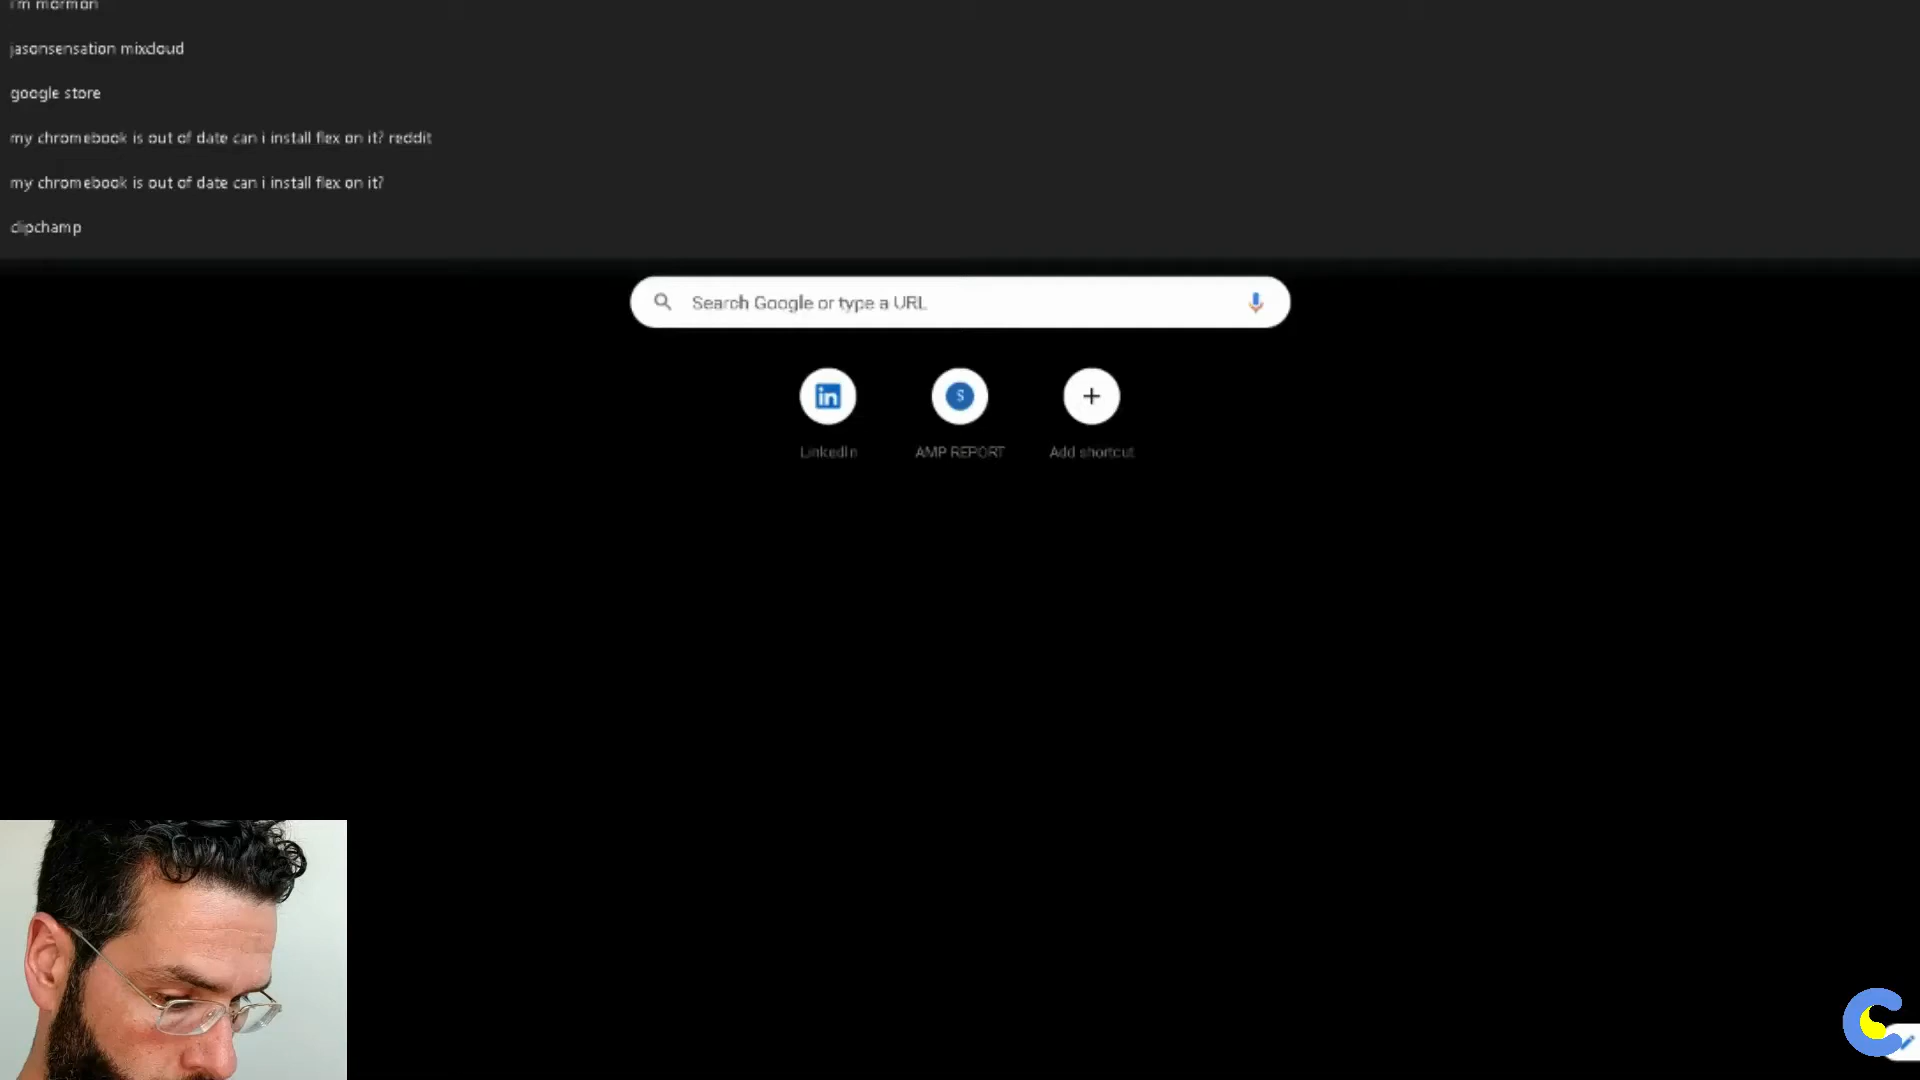 i'm mormon
jasonsensation mixcloud
google store
my chromebook is out of date can i install flex on it? reddit
my chromebook is out of date can i install flex on it?
clipchamp
Search Google or type a URL
in
S
LinkedIn
AMP REPORT
Add shortcut